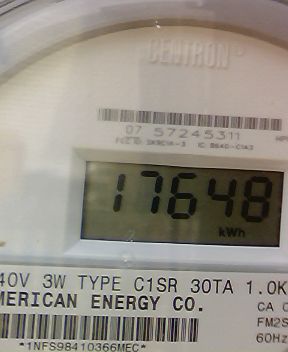 CENTRON
07 57245311
17648
kWh
40V 3W TYPE C1SR 30TA 1.0K
MERICAN ENERGY CO.
CA 0
FM2S
60Hz
*1NFS98410366MEC*